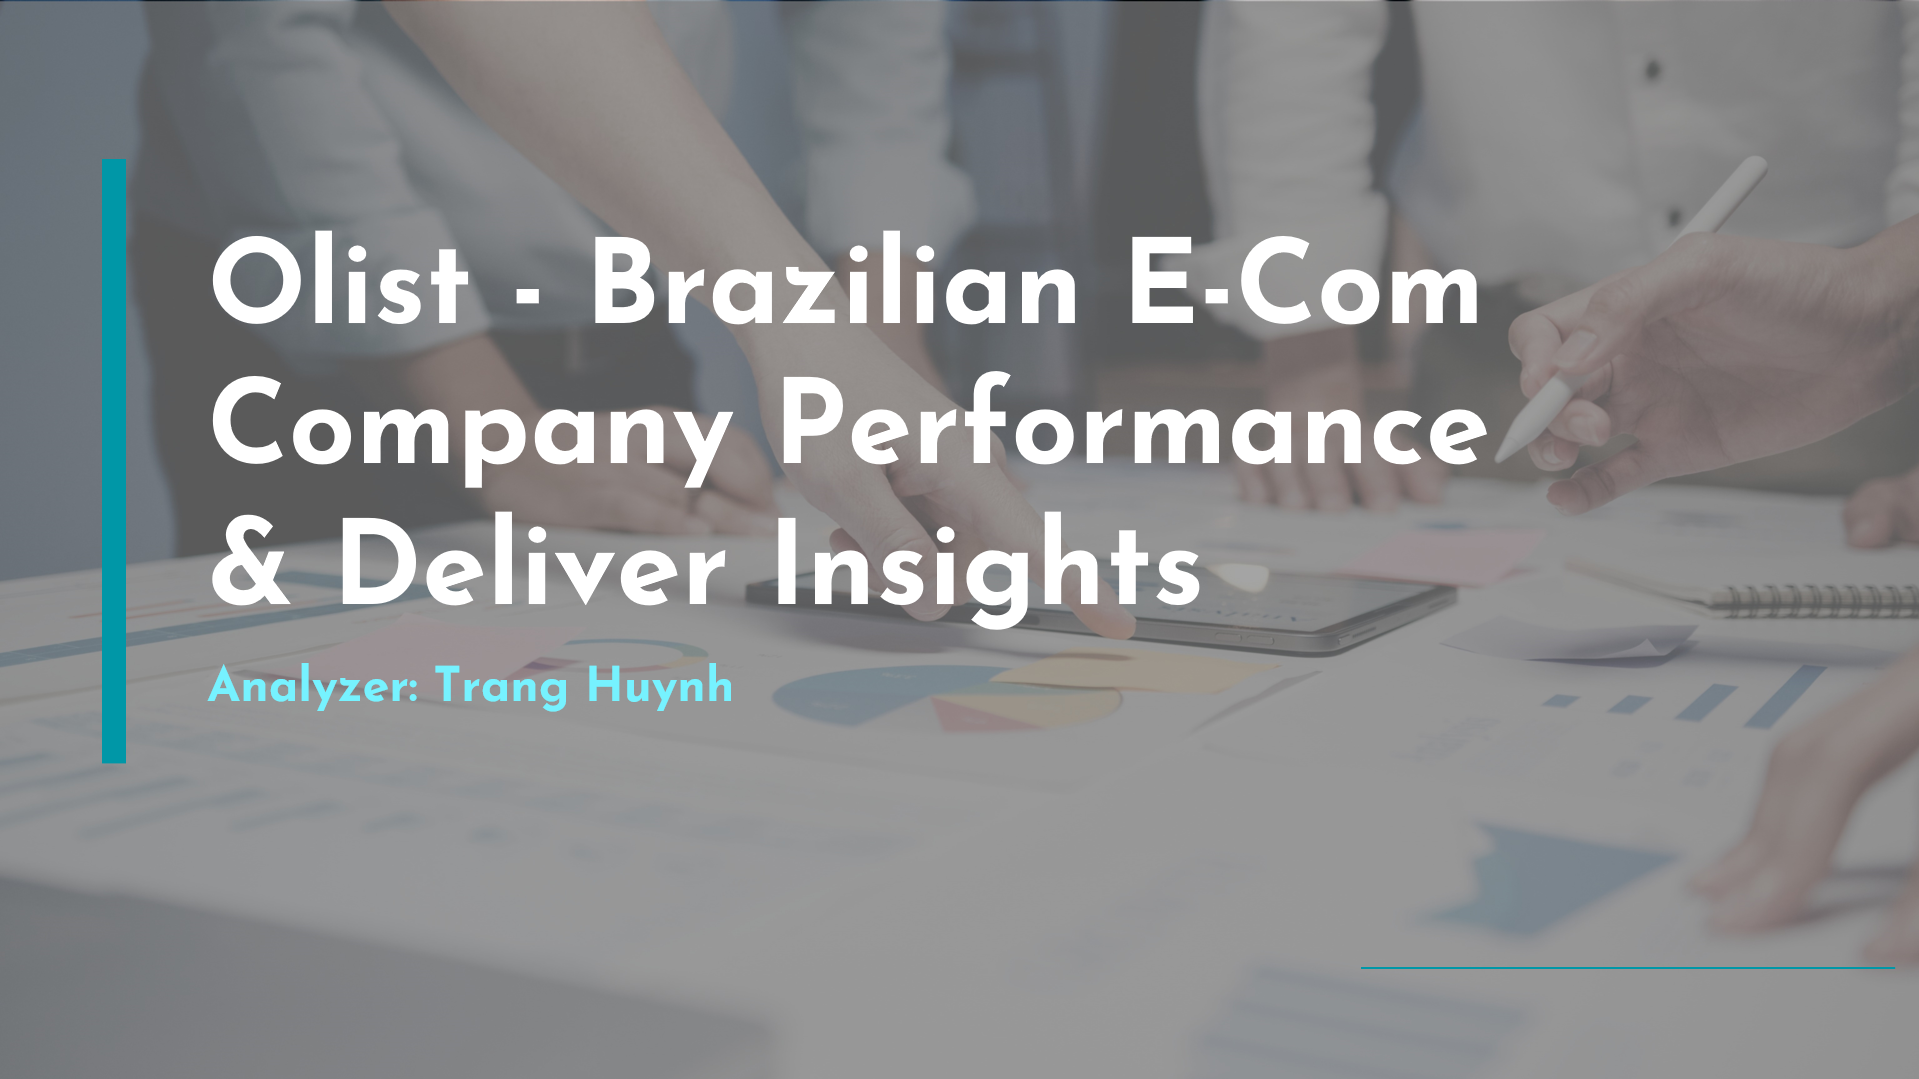 Olist - Brazilian E-Com
Company Performance
& Deliver Insights
Analyzer: Trang Huynh